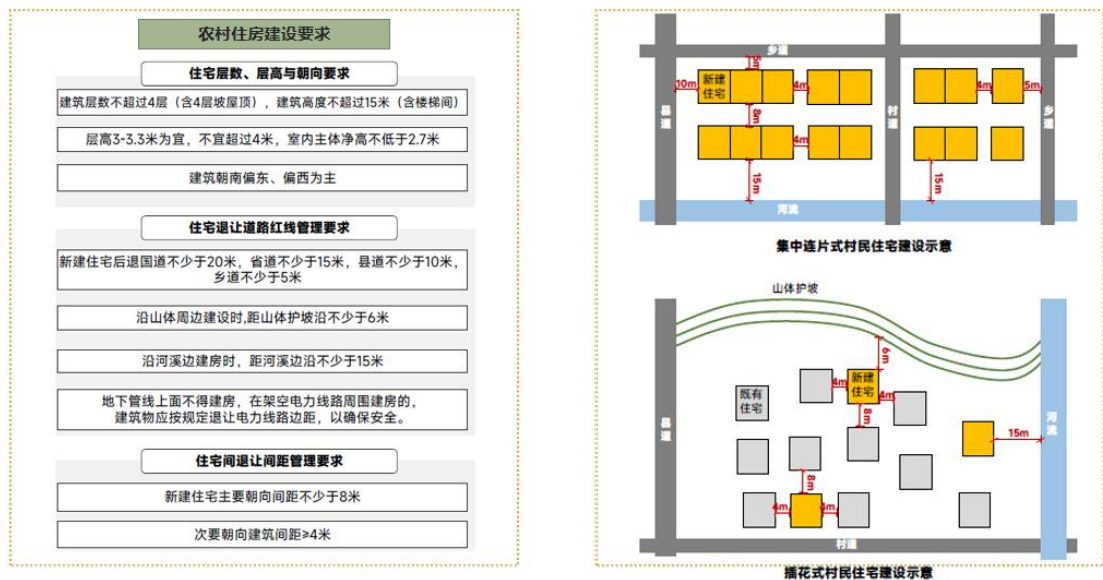 农村住房建设要求
住宅层数、层高与朝向要求
建筑层数不超过4层（含4层坡屋顶），建筑高度不超过15米（含楼梯间）
层高3-3.3米为宜，不宜超过4米，室内主体净高不低于2.7米
建筑朝南偏东、偏西为主
住宅退让道路红线管理要求
新建住宅后退国道不少于20米，省道不少于15米，县道不少于10米，
乡道不少于5米
沿山体周边建设时,距山体护坡沿不少于6米
沿河溪边建房时，距河溪边沿不少于15米
地下管线上面不得建房，在架空电力线路周围建房的，
建筑物应按规定退让电力线路边距，以确保安全。
住宅间退让间距管理要求
新建住宅主要朝向间距不少于8米
次要朝向建筑间距≥4米
乡道
5m
10m
新建
住宅
4m
4m
5m
县道
8m
村道
乡道
4m
15m
15m
河流
集中连片式村民住宅建设示意
山体护坡
6m
新建
住宅
4m
4m
既有
住宅
8m
县道
河流
15m
8m
4m
4m
村道
插花式村民住宅建设示意